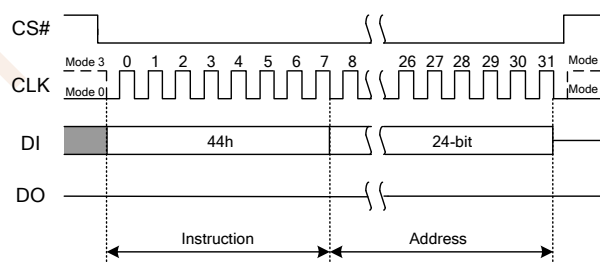 CS#
Mode 3 0 1 2 3 4 5 6 7 8 26 27 28 29 30 31 Mode
CLK
Mode 0 Mode
DI 44h 24-bit
DO
Instruction Address